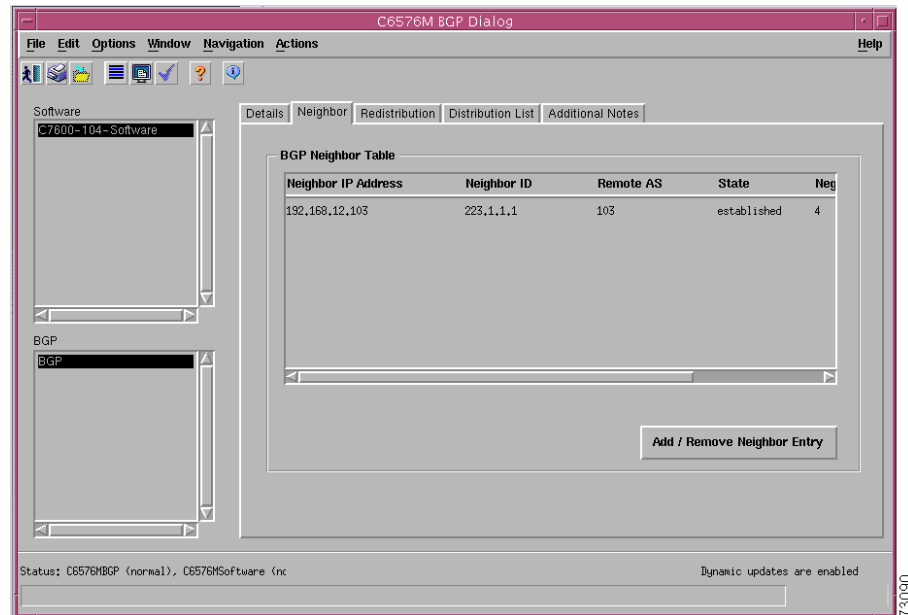 C6576M BGP Dialog
File Edit Options Window Navigation Actions Help
Software
C7600-104-Software
Details Neighbor Redistribution Distribution List Additional Notes
BGP Neighbor Table
Neighbor IP Address Neighbor ID Remote AS State Neg
192.168.12.103 223.1.1.1 103 established 4
BGP
BGP
Add / Remove Neighbor Entry
Status: C6576MBGP (normal), C6576MSoftware (nc
Dynamic updates are enabled
73090